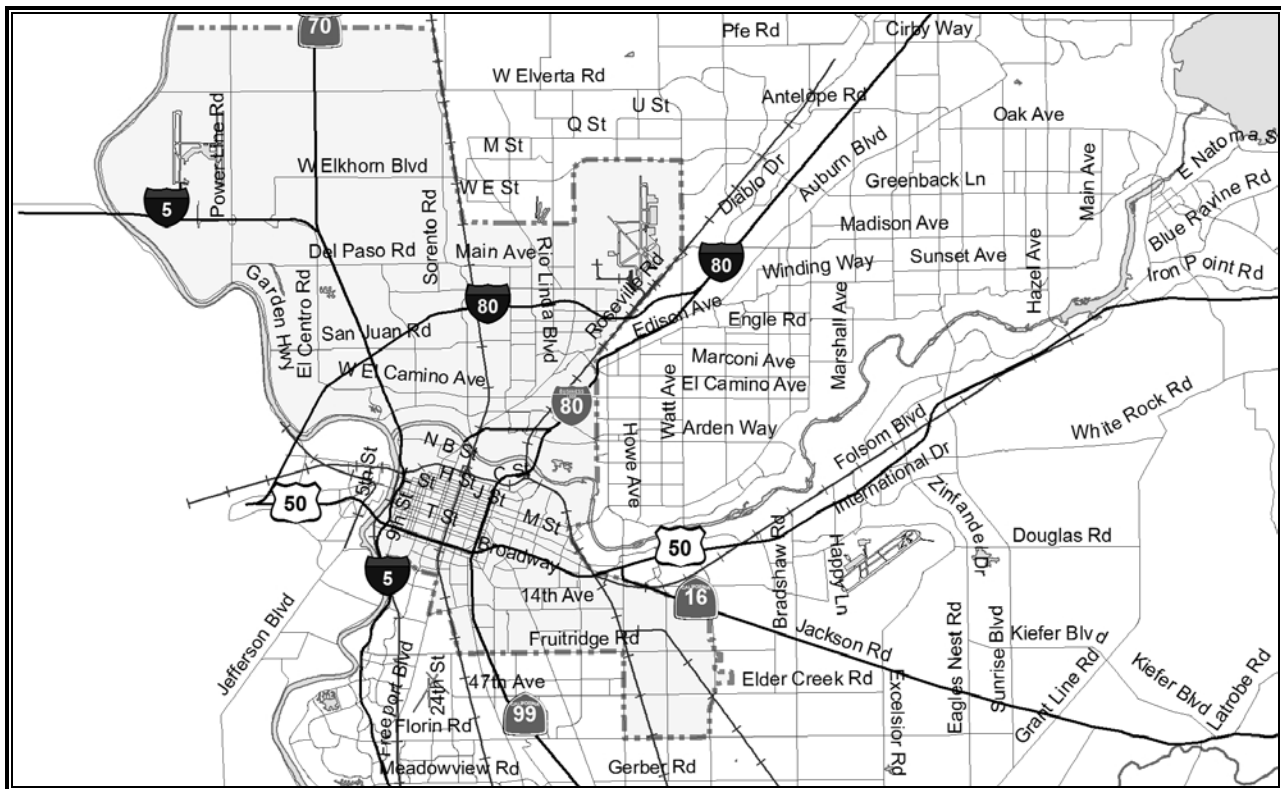 70
Pfe Rd
Cirby Way
W Elverta Rd
U St
Antelope Rd
Q St
Oak Ave
Power Line Rd
M St
Auburn Blvd
E Natoma S
W Elkhorn Blvd
W E St
Diablo Dr
Greenback Ln
Main Ave
5
Sorento Rd
Madison Ave
Blue Ravine Rd
Del Paso Rd
Main Ave
Rio Linda Blvd
Roseville Rd
80
Winding Way
Sunset Ave
Hazel Ave
Iron Point Rd
Garden Hwy
El Centro Rd
80
Edison Ave
San Juan Rd
Engle Rd
Marshall Ave
W El Camino Ave
Marconi Ave
El Camino Ave
80
Watt Ave
Arden Way
Howe Ave
Folsom Blvd
White Rock Rd
N B St
5th St
I St
H St
C St
J St
International Dr
50
9th St
T St
M St
Zinfandel Dr
Broadway
50
Bradshaw Rd
Happy Ln
Douglas Rd
5
14th Ave
16
Jefferson Blvd
Fruitridge Rd
Jackson Rd
Eagles Nest Rd
Sunrise Blvd
Kiefer Blvd
Freeport Blvd
24th St
47th Ave
Elder Creek Rd
Excelsior Rd
Grant Line Rd
Kiefer Blvd
Latrobe Rd
99
Florin Rd
Meadowview Rd
Gerber Rd